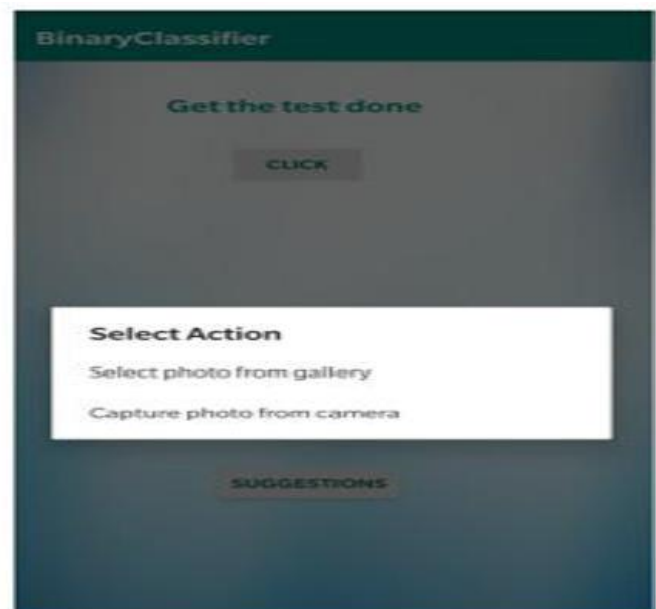 BinaryClassifier
Get the test done
CLICK
Select Action
Select photo from gallery
Capture photo from camera
SUGGESTIONS